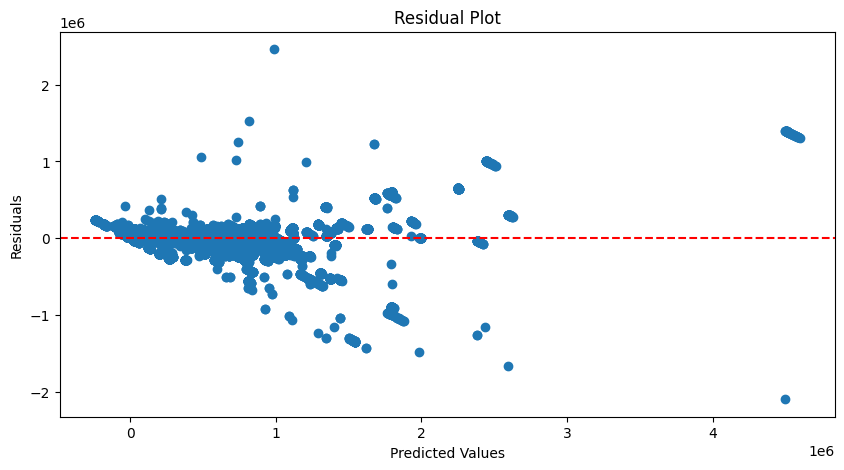 Residual Plot
1e6
2
1
0
−1
−2
Residuals
0
1
2
3
4
1e6
Predicted Values